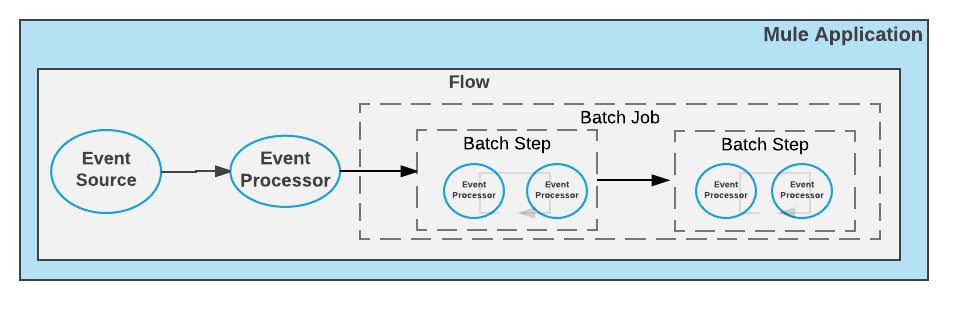 Mule Application
Flow
Batch Job
Event
Source
Event
Processor
Batch Step
Event
Processor
Event
Processor
Batch Step
Event
Processor
Event
Processor